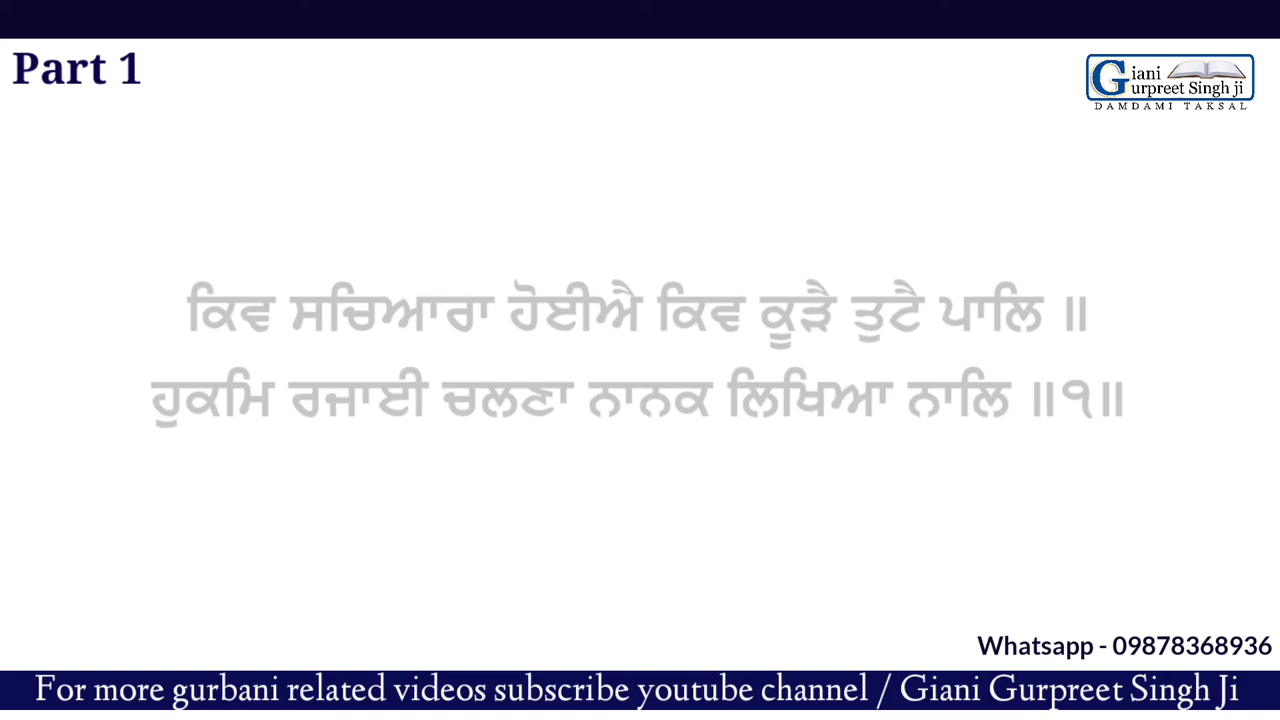 Part 1
Giani
Gurpreet Singh ji
DAMDAMI TAKSAL
ਕਿਵ ਸਚਿਆਰਾ ਹੋਈਐ ਕਿਵ ਕੂੜੈ ਤੁਟੈ ਪਾਲਿ ॥
ਹੁਕਮਿ ਰਜਾਈ ਚਲਣਾ ਨਾਨਕ ਲਿਖਿਆ ਨਾਲਿ ॥੧॥
Whatsapp - 09878368936
For more gurbani related videos subscribe youtube channel / Giani Gurpreet Singh Ji